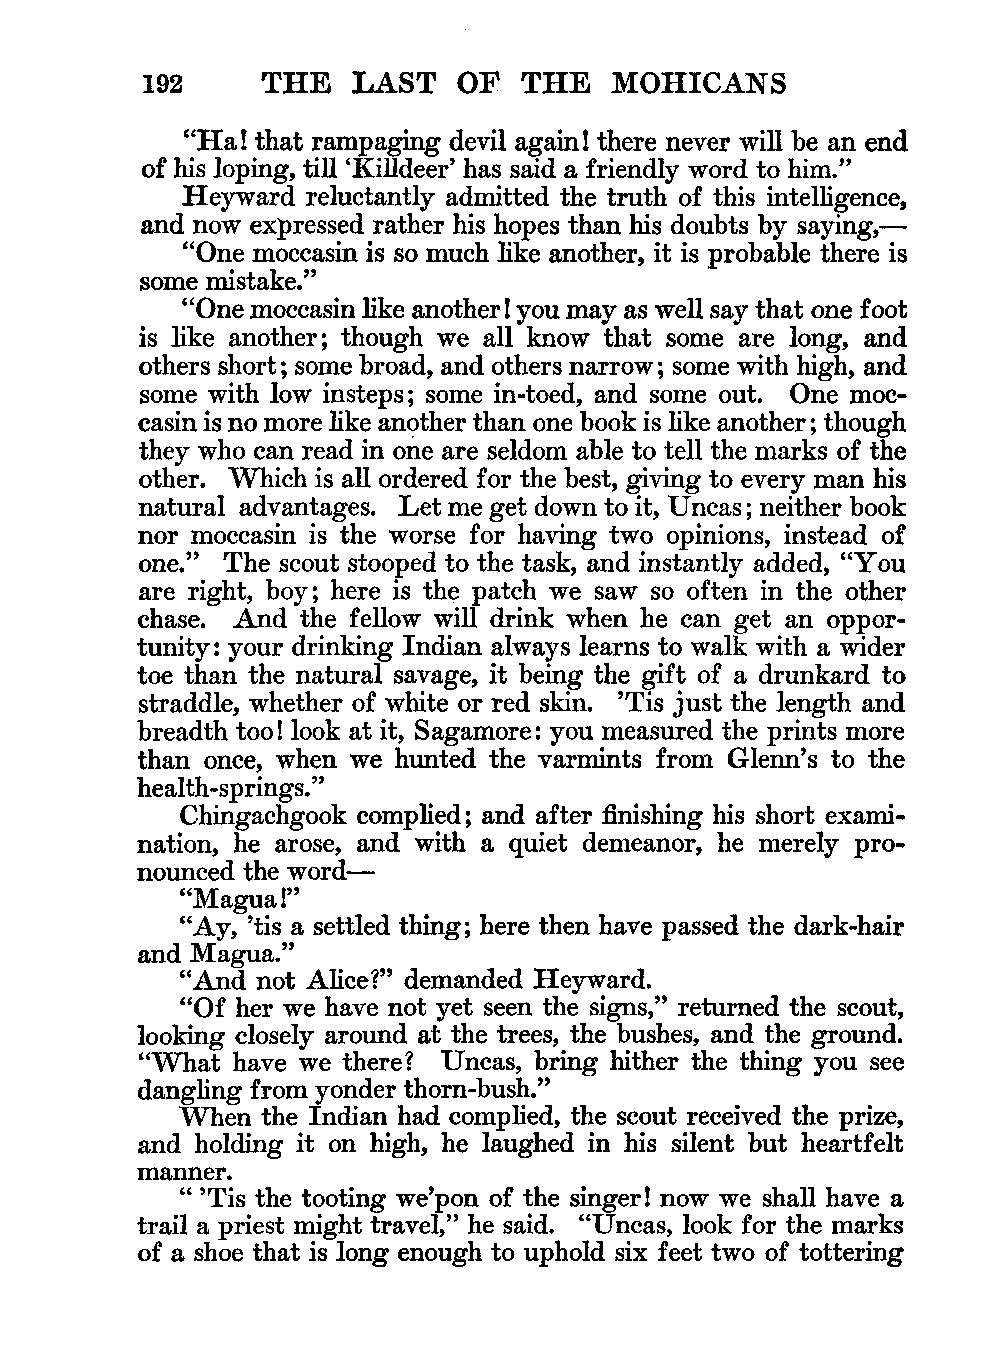 192 THE LAST OF THE MOHICANS
“Ha! that rampaging devil again! there never will be an end
of his loping, till ‘Killdeer’ has said a friendly word to him.”
Heyward reluctantly admitted the truth of this intelligence,
and now expressed rather his hopes than his doubts by saying,—
“One moccasin is so much like another, it is probable there is
some mistake.”
“One moccasin like another! you may as well say that one foot
is like another; though we all know that some are long, and
others short; some broad, and others narrow; some with high, and
some with low insteps; some in-toed, and some out. One moc-
casin is no more like another than one book is like another; though
they who can read in one are seldom able to tell the marks of the
other. Which is all ordered for the best, giving to every man his
natural advantages. Let me get down to it, Uncas; neither book
nor moccasin is the worse for having two opinions, instead of
one.” The scout stooped to the task, and instantly added, “You
are right, boy; here is the patch we saw so often in the other
chase. And the fellow will drink when he can get an oppor-
tunity: your drinking Indian always learns to walk with a wider
toe than the natural savage, it being the gift of a drunkard to
straddle, whether of white or red skin. ’Tis just the length and
breadth too! look at it, Sagamore: you measured the prints more
than once, when we hunted the varmints from Glenn’s to the
health-springs.”
Chingachgook complied; and after finishing his short exami-
nation, he arose, and with a quiet demeanor, he merely pro-
nounced the word—
“Magua!”
“Ay, ’tis a settled thing; here then have passed the dark-hair
and Magua.”
“And not Alice?” demanded Heyward.
“Of her we have not yet seen the signs,” returned the scout,
looking closely around at the trees, the bushes, and the ground.
“What have we there? Uncas, bring hither the thing you see
dangling from yonder thorn-bush.”
When the Indian had complied, the scout received the prize,
and holding it on high, he laughed in his silent but heartfelt
manner.
“ ’Tis the tooting we’pon of the singer! now we shall have a
trail a priest might travel,” he said. “Uncas, look for the marks
of a shoe that is long enough to uphold six feet two of tottering